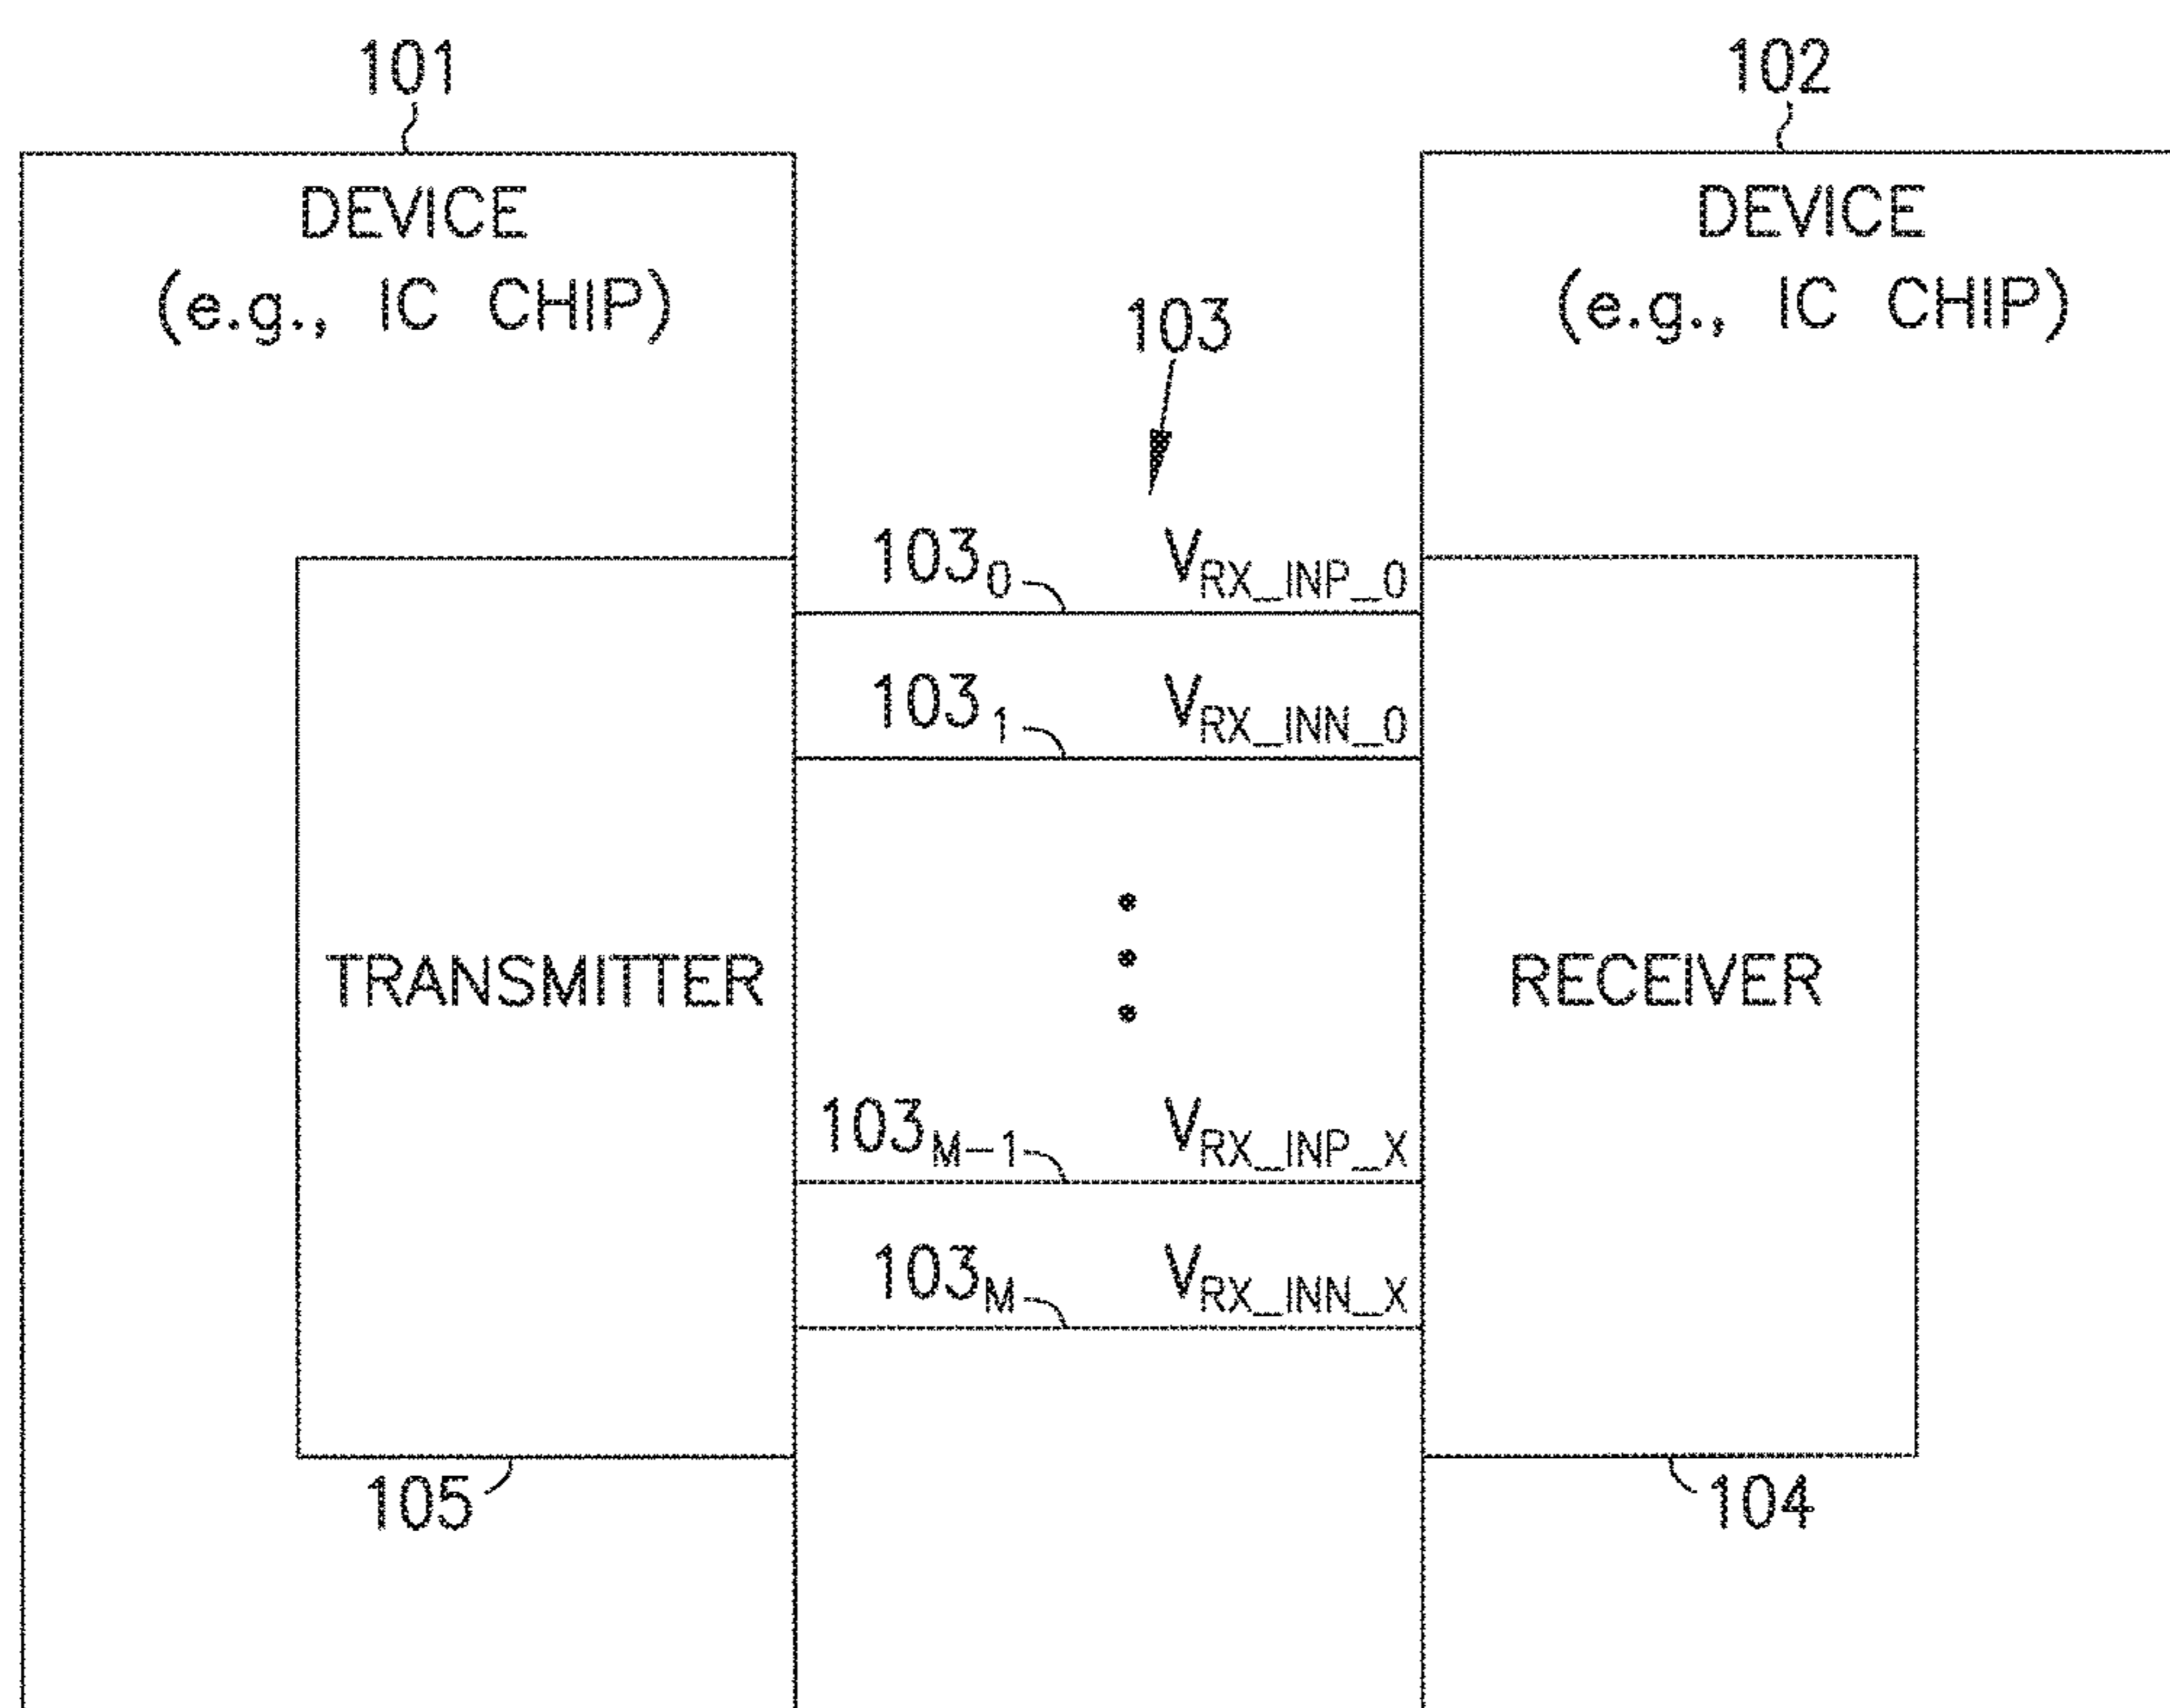 101
102
DEVICE
(e.g., IC CHIP)
DEVICE
(e.g., IC CHIP)
103
103₀ V_RX_INP_0
103₁ V_RX_INN_0
TRANSMITTER
RECEIVER
103_M-1 V_RX_INP_X
103_M V_RX_INN_X
105
104